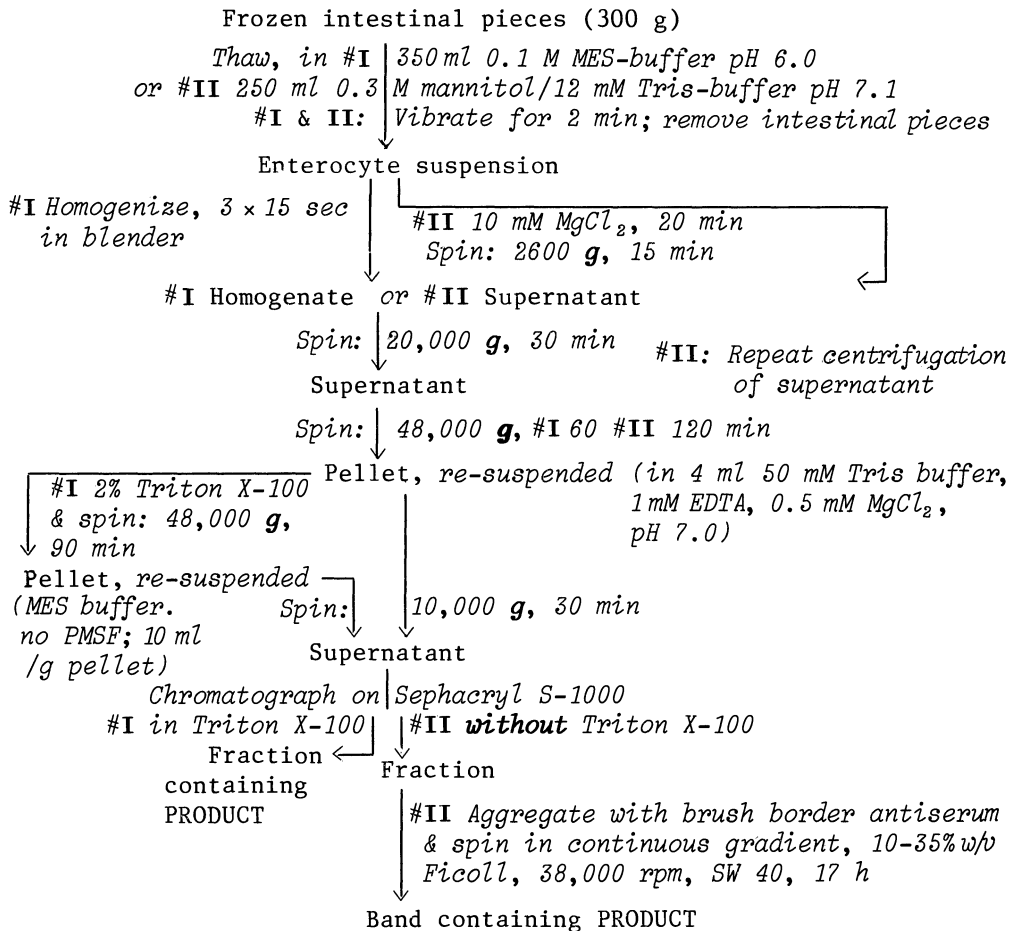 Frozen intestinal pieces (300 g)
Thaw, in #I 350ml 0.1 M MES-buffer pH 6.0
or #II 250 ml 0.3 M mannitol/12 mM Tris-buffer pH 7.1
#I & II: Vibrate for 2 min; remove intestinal pieces
Enterocyte suspension
#I Homogenize, 3 × 15 sec
in blender
#II 10 mM MgCl₂, 20 min
Spin: 2600 g, 15 min
#I Homogenate or #II Supernatant
Spin: 20,000 g, 30 min
#II: Repeat centrifugation
of supernatant
Supernatant
Spin: 48,000 g, #I 60 #II 120 min
Pellet, re-suspended (in 4 ml 50 mM Tris buffer,
1mM EDTA, 0.5 mM MgCl₂,
pH 7.0)
#I 2% Triton X-100
& spin: 48,000 g,
90 min
Pellet, re-suspended
(MES buffer.
no PMSF; 10 ml
/g pellet)
Spin: 10,000 g, 30 min
Supernatant
Chromatograph on Sephacryl S-1000
#I in Triton X-100
#II without Triton X-100
Fraction
containing
PRODUCT
Fraction
#II Aggregate with brush border antiserum
& spin in continuous gradient, 10-35% w/v
Ficoll, 38,000 rpm, SW 40, 17 h
Band containing PRODUCT